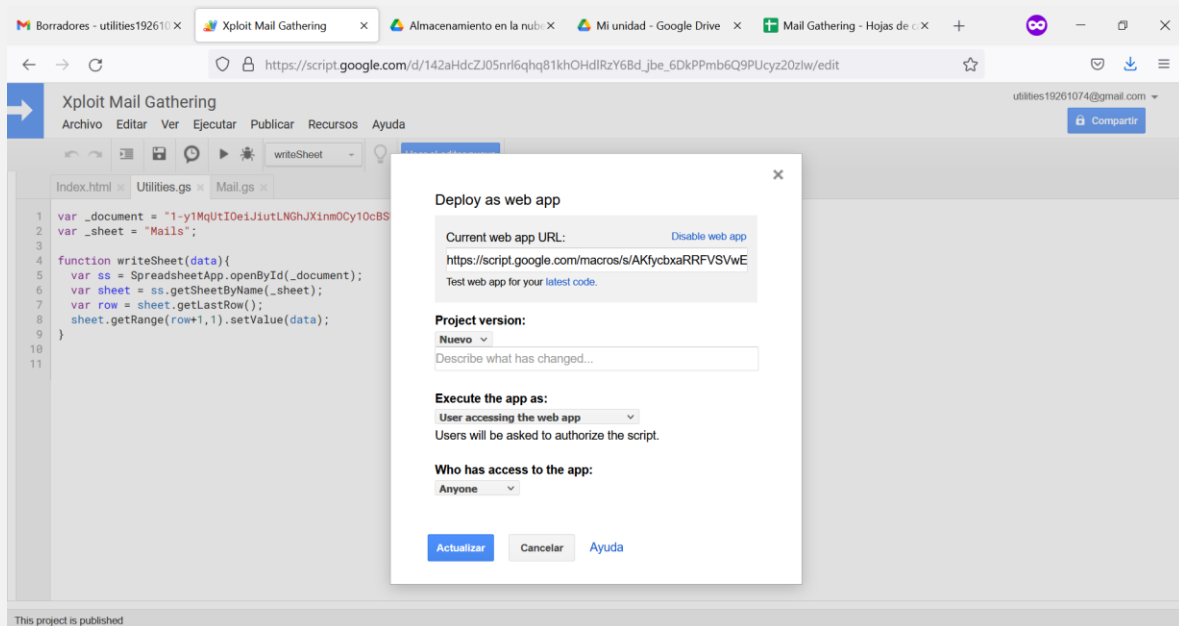 Borradores - utilities192610
Xploit Mail Gathering
Almacenamiento en la nube
Mi unidad - Google Drive
Mail Gathering - Hojas de c
https://script.google.com/d/142aHdcZJ05nrl6qhq81khOHdlRzY6Bd_jbe_6DkPPmb6Q9PUcyz20zIw/edit
Xploit Mail Gathering
utilities19261074@gmail.com
Archivo Editar Ver Ejecutar Publicar Recursos Ayuda
Compartir
writeSheet
Index.html Utilities.gs Mail.gs
1 var _document = "1-y1MqUtIOeiJiutLNGhJXinmOCy1OcBS
2 var _sheet = "Mails";
3
4 function writeSheet(data){
5 var ss = SpreadsheetApp.openById(_document);
6 var sheet = ss.getSheetByName(_sheet);
7 var row = sheet.getLastRow();
8 sheet.getRange(row+1,1).setValue(data);
9 }
10
11
Deploy as web app
Current web app URL:
Disable web app
https://script.google.com/macros/s/AKfycbxaRRFVSVwE
Test web app for your latest code.
Project version:
Nuevo
Describe what has changed...
Execute the app as:
User accessing the web app
Users will be asked to authorize the script.
Who has access to the app:
Anyone
Actualizar
Cancelar
Ayuda
This project is published